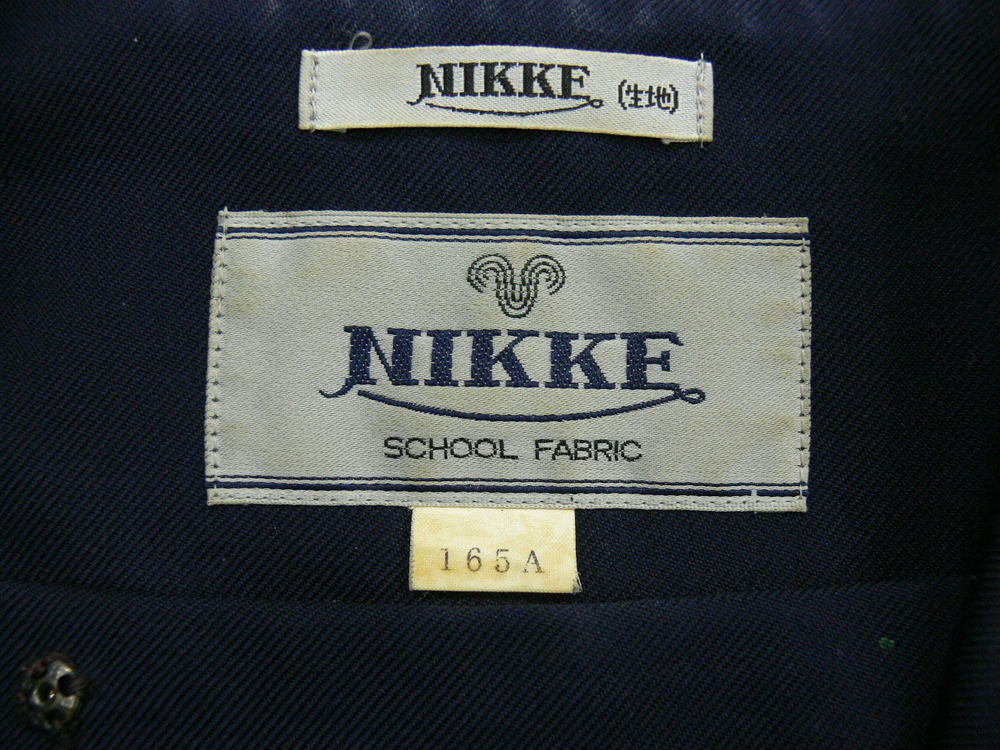 NIKKE (生地)
NIKKE
SCHOOL FABRIC
165A